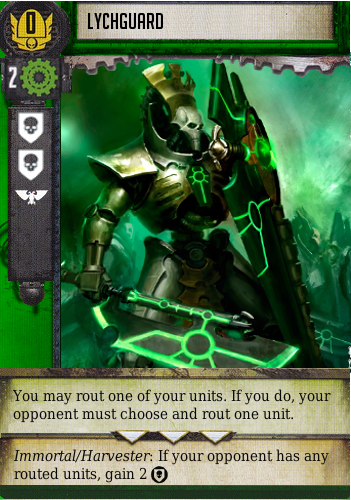 0
LYCHGUARD
2
You may rout one of your units. If you do, your
opponent must choose and rout one unit.
Immortal/Harvester: If your opponent has any
routed units, gain 2